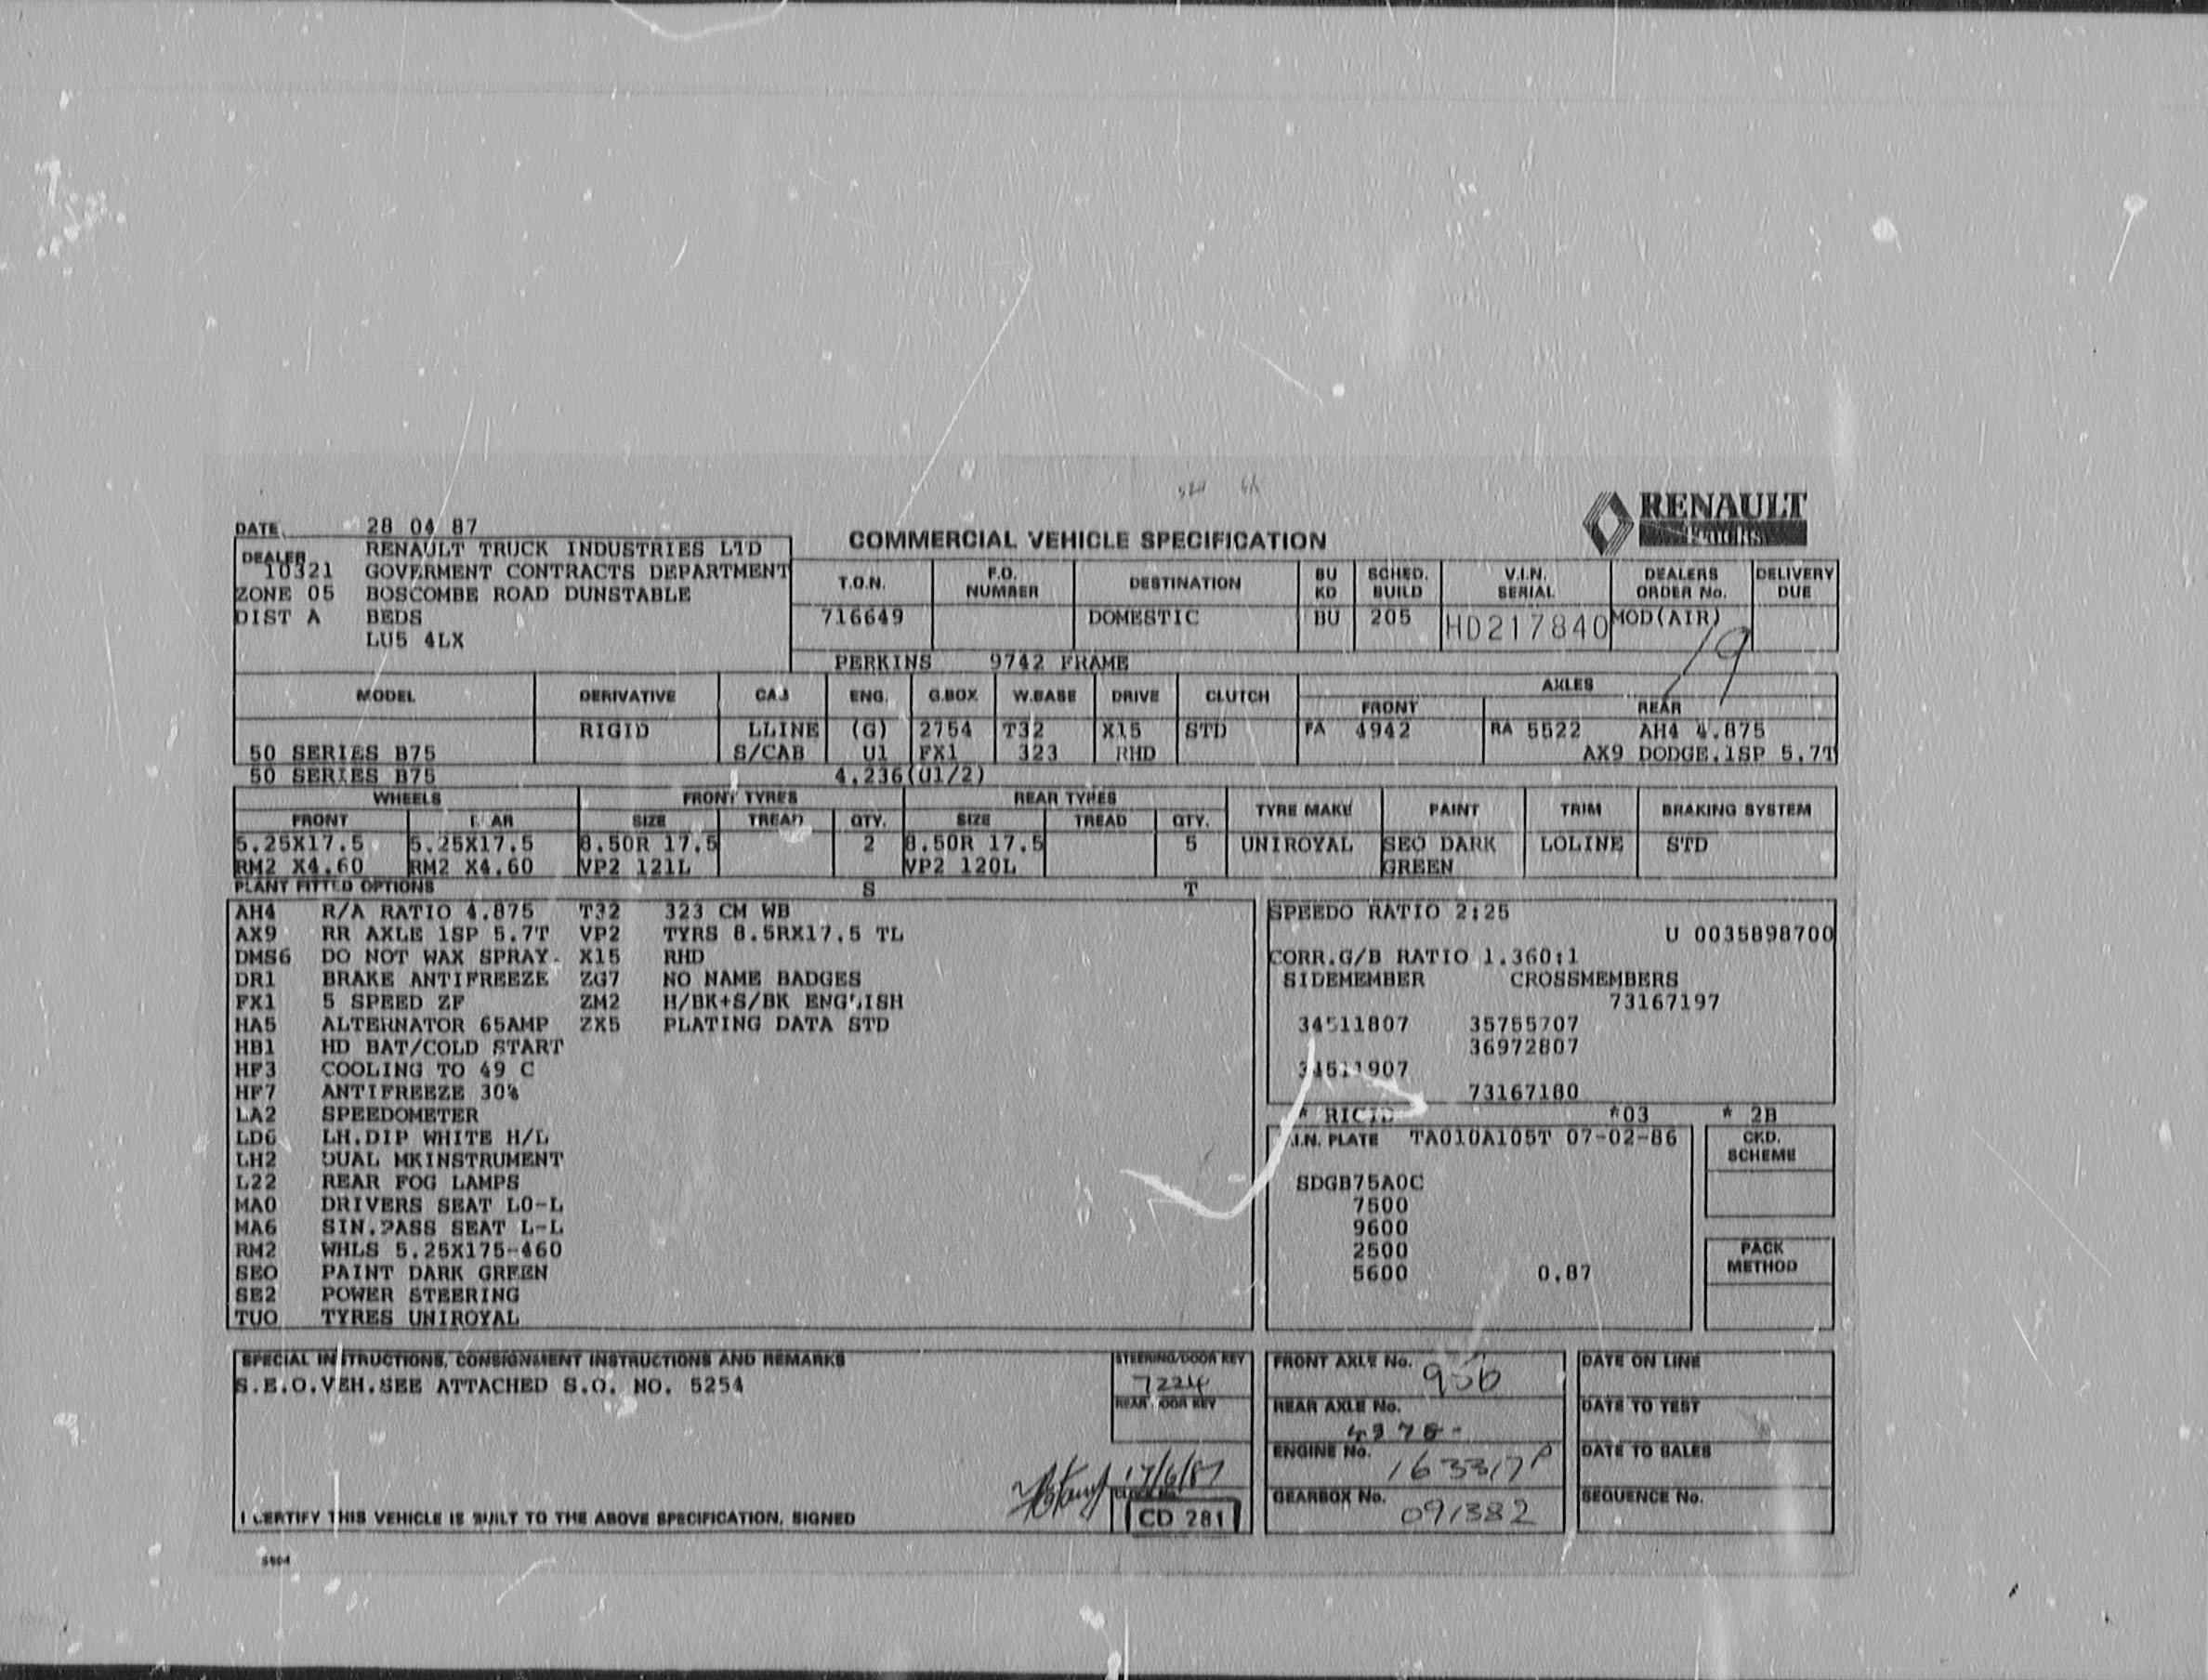 DATE 28 04 87
COMMERCIAL VEHICLE SPECIFICATION
RENAULT
TRUCKS
DEALER RENAULT TRUCK INDUSTRIES LTD
10321 GOVERMENT CONTRACTS DEPARTMENT
ZONE 05 BOSCOMBE ROAD DUNSTABLE
DIST A BEDS
LU5 4LX
T.O.N. F.O. NUMBER DESTINATION BU KD SCHED. BUILD V.I.N. SERIAL DEALERS ORDER No. DELIVERY DUE
716649 DOMESTIC BU 205 HD217840 MOD(AIR)
19
PERKINS 9742 FRAME
MODEL DERIVATIVE CAB ENG. G.BOX W.BASE DRIVE CLUTCH AXLES
FRONT REAR
RIGID LLINE (G) 2754 T32 X15 STD FA 4942 RA 5522 AH4 4.875
50 SERIES B75 S/CAB U1 FX1 323 RHD AX9 DODGE.1SP 5.7T
50 SERIES B75 4.236(U1/2)
WHEELS FRONT TYRES REAR TYRES TYRE MAKE PAINT TRIM BRAKING SYSTEM
FRONT REAR SIZE TREAD QTY. SIZE TREAD QTY.
5.25X17.5 5.25X17.5 8.50R 17.5 2 8.50R 17.5 5 UNIROYAL SEO DARK LOLINE STD
RM2 X4.60 RM2 X4.60 VP2 121L VP2 120L GREEN
PLANT FITTED OPTIONS S T
AH4 R/A RATIO 4.875 T32 323 CM WB
AX9 RR AXLE 1SP 5.7T VP2 TYRS 8.5RX17.5 TL
DMS6 DO NOT WAX SPRAY- X15 RHD
DR1 BRAKE ANTIFREEZE ZG7 NO NAME BADGES
FX1 5 SPEED ZF ZM2 H/BK+S/BK ENGLISH
HA5 ALTERNATOR 65AMP ZX5 PLATING DATA STD
HB1 HD BAT/COLD START
HF3 COOLING TO 49 C
HF7 ANTIFREEZE 30%
LA2 SPEEDOMETER
LD6 LH.DIP WHITE H/L
LH2 DUAL MKINSTRUMENT
L22 REAR FOG LAMPS
MA0 DRIVERS SEAT LO-L
MA6 SIN.PASS SEAT L-L
RM2 WHLS 5.25X175-460
SEO PAINT DARK GREEN
SE2 POWER STEERING
TUO TYRES UNIROYAL
SPEEDO RATIO 2:25
U 0035898700
CORR.G/B RATIO 1.360:1
SIDEMEMBER CROSSMEMBERS
73167197
34511807 35755707
36972807
34511907
73167180
* RIGID *03 * 2B
V.I.N. PLATE TA010A105T 07-02-86
SDGB75A0C
7500
9600
2500
5600 0.87
CKD. SCHEME
PACK METHOD
SPECIAL INSTRUCTIONS, CONSIGNMENT INSTRUCTIONS AND REMARKS
S.E.O.VEH.SEE ATTACHED S.O. NO. 5254
STEERING/DOOR KEY
7224
REAR DOOR KEY
17/6/87
I CERTIFY THIS VEHICLE IS BUILT TO THE ABOVE SPECIFICATION, SIGNED
CD 281
FRONT AXLE No. 956
REAR AXLE No.
ENGINE No. 163317P
GEARBOX No. 091382
DATE ON LINE
DATE TO TEST
DATE TO SALES
SEQUENCE No.